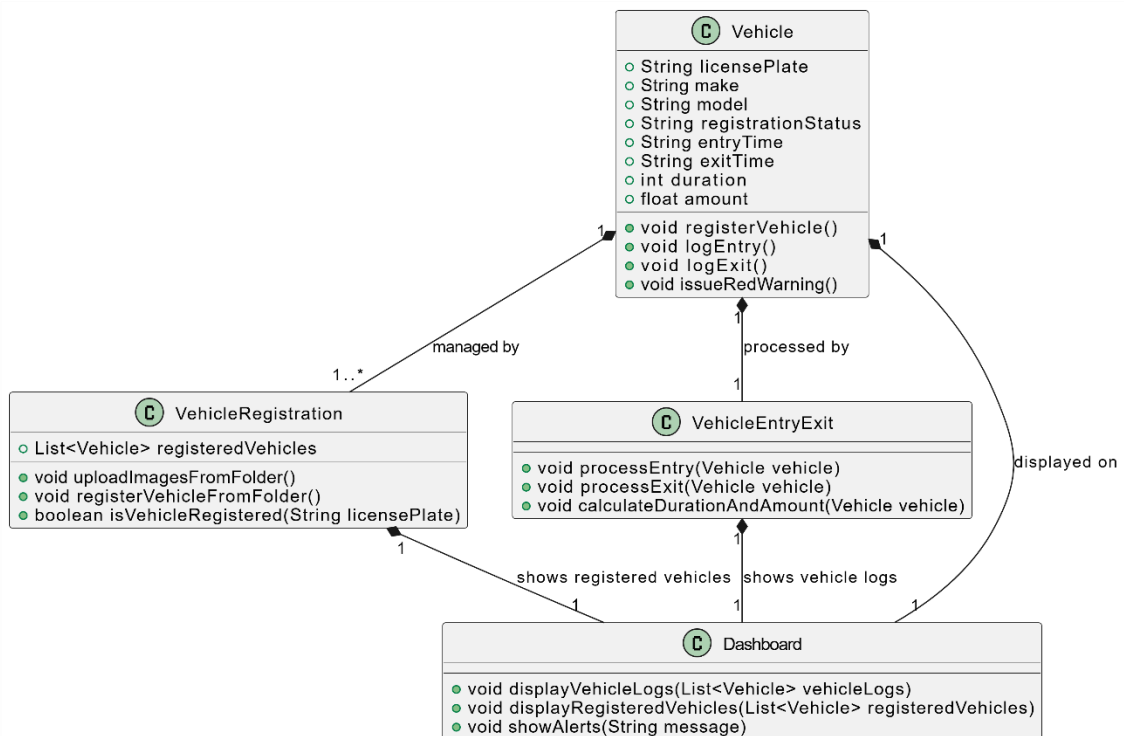 C Vehicle
String licensePlate
String make
String model
String registrationStatus
String entryTime
String exitTime
int duration
float amount
void registerVehicle()
void logEntry()
void logExit()
void issueRedWarning()
1
1
1
managed by
processed by
displayed on
1..*
1
C VehicleRegistration
List<Vehicle> registeredVehicles
void uploadImagesFromFolder()
void registerVehicleFromFolder()
boolean isVehicleRegistered(String licensePlate)
C VehicleEntryExit
void processEntry(Vehicle vehicle)
void processExit(Vehicle vehicle)
void calculateDurationAndAmount(Vehicle vehicle)
1
1
shows registered vehicles
shows vehicle logs
1
1
1
C Dashboard
void displayVehicleLogs(List<Vehicle> vehicleLogs)
void displayRegisteredVehicles(List<Vehicle> registeredVehicles)
void showAlerts(String message)